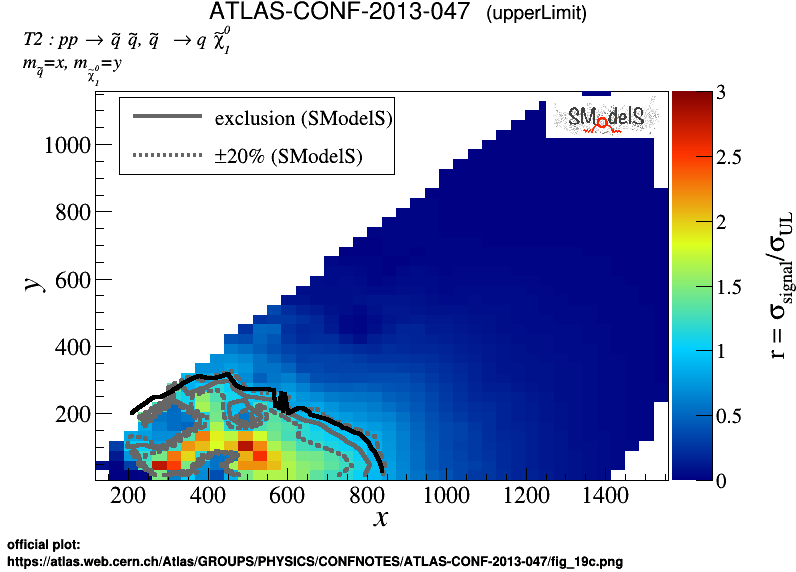 ATLAS-CONF-2013-047 (upperLimit)
T2 : pp → q̃ q̃, q̃ → q χ̃₁⁰
m_q̃=x, m_χ̃₁⁰=y
SModelS
exclusion (SModelS)
±20% (SModelS)
y
1000
800
600
400
200
200 400 600 800 1000 1200 1400
x
3
2.5
2
1.5
1
0.5
0
r = σ_signal/σ_UL
official plot:
https://atlas.web.cern.ch/Atlas/GROUPS/PHYSICS/CONFNOTES/ATLAS-CONF-2013-047/fig_19c.png